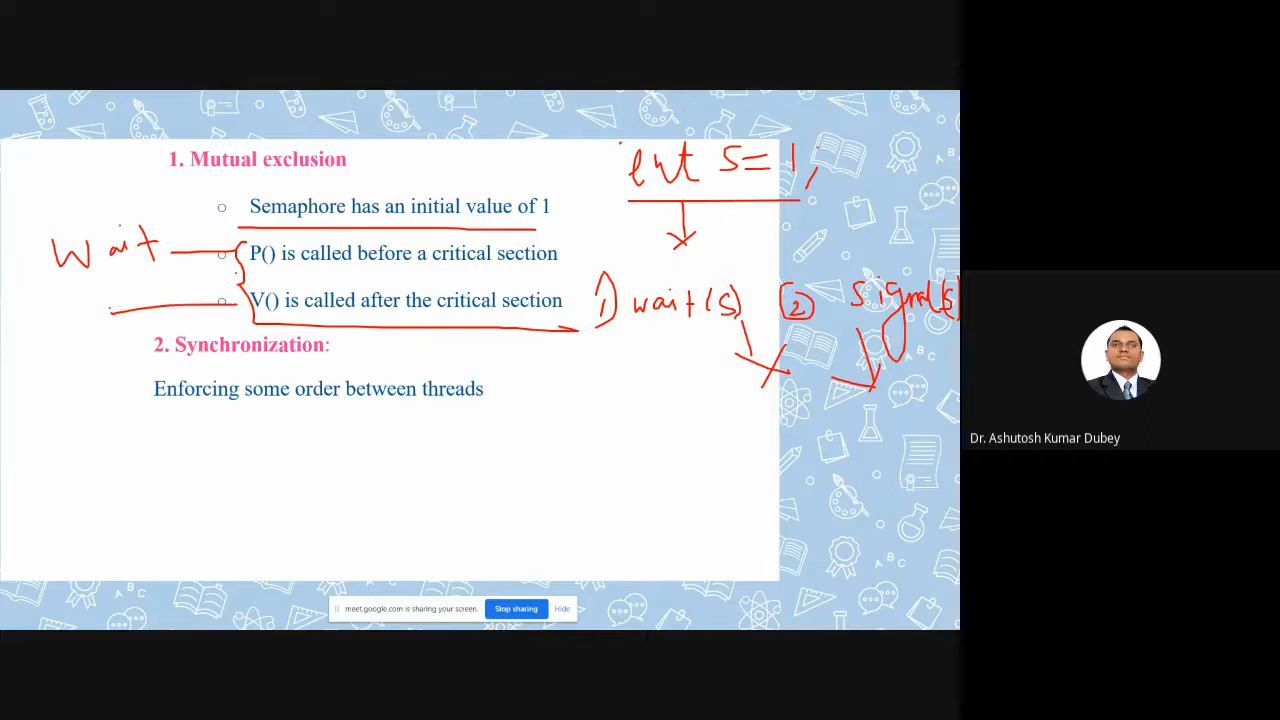 1. Mutual exclusion
int S = 1;
○ Semaphore has an initial value of 1
Wait
○ P() is called before a critical section
○ V() is called after the critical section
1) wait(S) 2 signal(S)
2. Synchronization:
Enforcing some order between threads
Dr. Ashutosh Kumar Dubey
meet.google.com is sharing your screen. Stop sharing Hide